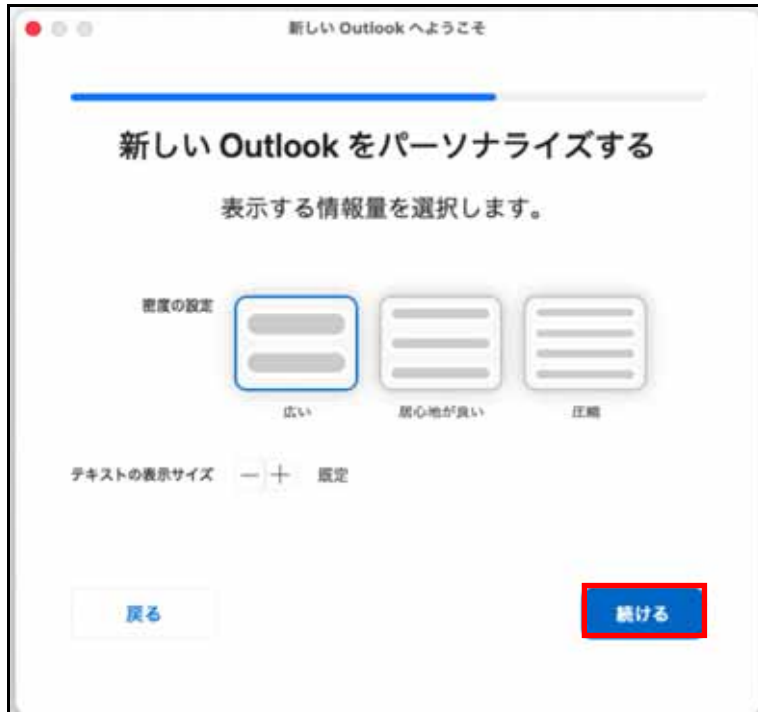 新しい Outlook へようこそ
新しい Outlook をパーソナライズする
表示する情報量を選択します。
密度の設定
広い
居心地が良い
圧縮
テキストの表示サイズ
既定
戻る
続ける